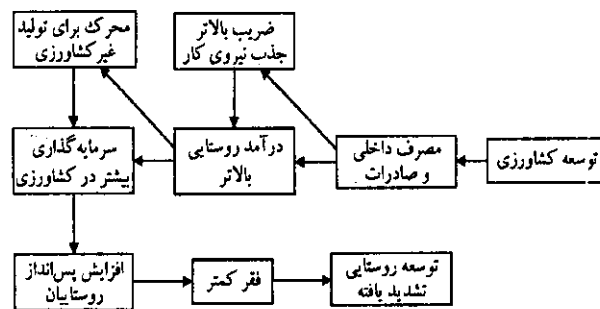 ضریب بالاتر
جذب نیروی کار
محرک برای تولید
غیرکشاورزی
توسعه کشاورزی
مصرف داخلی
و صادرات
درآمد روستایی
بالاتر
سرمایه‌گذاری
بیشتر در کشاورزی
افزایش پس‌انداز
روستاییان
فقر کمتر
توسعه روستایی
تشدید یافته